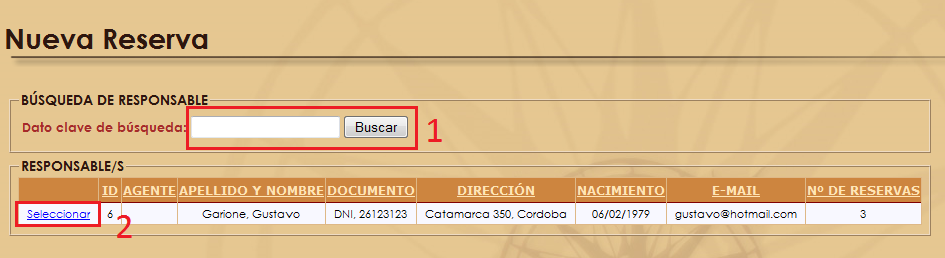 Nueva Reserva
BÚSQUEDA DE RESPONSABLE
Dato clave de búsqueda: Buscar 1
RESPONSABLE/S
ID AGENTE APELLIDO Y NOMBRE DOCUMENTO DIRECCIÓN NACIMIENTO E-MAIL Nº DE RESERVAS
Seleccionar 6 Garione, Gustavo DNI, 26123123 Catamarca 350, Cordoba 06/02/1979 gustavo@hotmail.com 3
2